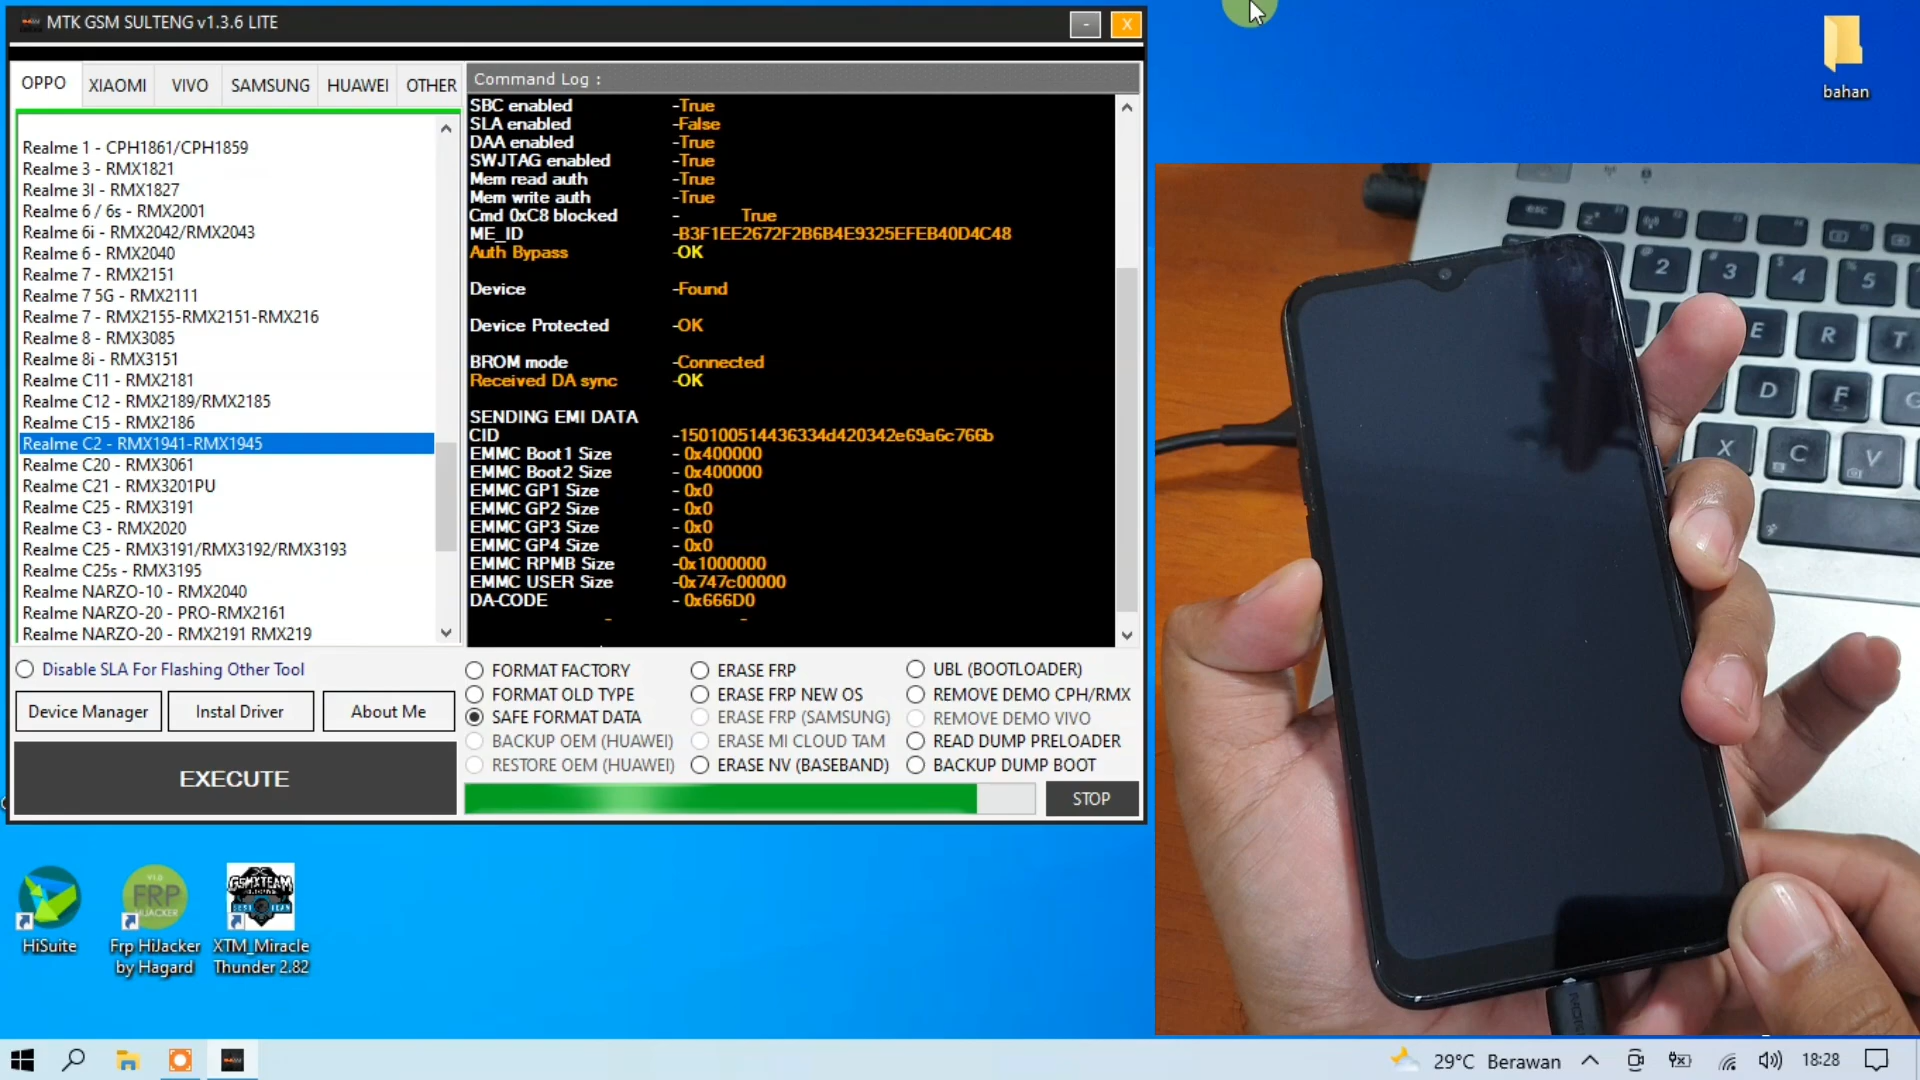 MTK GSM SULTENG v1.3.6 LITE
-
X
bahan
OPPO
XIAOMI
VIVO
SAMSUNG
HUAWEI
OTHER
Realme 1 - CPH1861/CPH1859
Realme 3 - RMX1821
Realme 3I - RMX1827
Realme 6 / 6s - RMX2001
Realme 6i - RMX2042/RMX2043
Realme 6 - RMX2040
Realme 7 - RMX2151
Realme 7 5G - RMX2111
Realme 7 - RMX2155-RMX2151-RMX216
Realme 8 - RMX3085
Realme 8i - RMX3151
Realme C11 - RMX2181
Realme C12 - RMX2189/RMX2185
Realme C15 - RMX2186
Realme C2 - RMX1941-RMX1945
Realme C20 - RMX3061
Realme C21 - RMX3201PU
Realme C25 - RMX3191
Realme C3 - RMX2020
Realme C25 - RMX3191/RMX3192/RMX3193
Realme C25s - RMX3195
Realme NARZO-10 - RMX2040
Realme NARZO-20 - PRO-RMX2161
Realme NARZO-20 - RMX2191 RMX219
Command Log :
SBC enabled -True
SLA enabled -False
DAA enabled -True
SWJTAG enabled -True
Mem read auth -True
Mem write auth -True
Cmd 0xC8 blocked - True
ME_ID -B3F1EE2672F2B6B4E9325EFEB40D4C48
Auth Bypass -OK
Device -Found
Device Protected -OK
BROM mode -Connected
Received DA sync -OK
SENDING EMI DATA
CID -150100514436334d420342e69a6c766b
EMMC Boot1 Size - 0x400000
EMMC Boot2 Size - 0x400000
EMMC GP1 Size - 0x0
EMMC GP2 Size - 0x0
EMMC GP3 Size - 0x0
EMMC GP4 Size - 0x0
EMMC RPMB Size -0x1000000
EMMC USER Size -0x747c00000
DA-CODE - 0x666D0
- -
Disable SLA For Flashing Other Tool
Device Manager
Instal Driver
About Me
EXECUTE
FORMAT FACTORY
FORMAT OLD TYPE
SAFE FORMAT DATA
BACKUP OEM (HUAWEI)
RESTORE OEM (HUAWEI)
ERASE FRP
ERASE FRP NEW OS
ERASE FRP (SAMSUNG)
ERASE MI CLOUD TAM
ERASE NV (BASEBAND)
UBL (BOOTLOADER)
REMOVE DEMO CPH/RMX
REMOVE DEMO VIVO
READ DUMP PRELOADER
BACKUP DUMP BOOT
STOP
esc
2
3
4
5
E
R
T
D
F
X
C
V
HiSuite
V1.0
FRP
HIJACKER
Frp HiJacker
by Hagard
GSMXTEAM
XTM_Miracle
Thunder 2.82
29°C Berawan
18:28